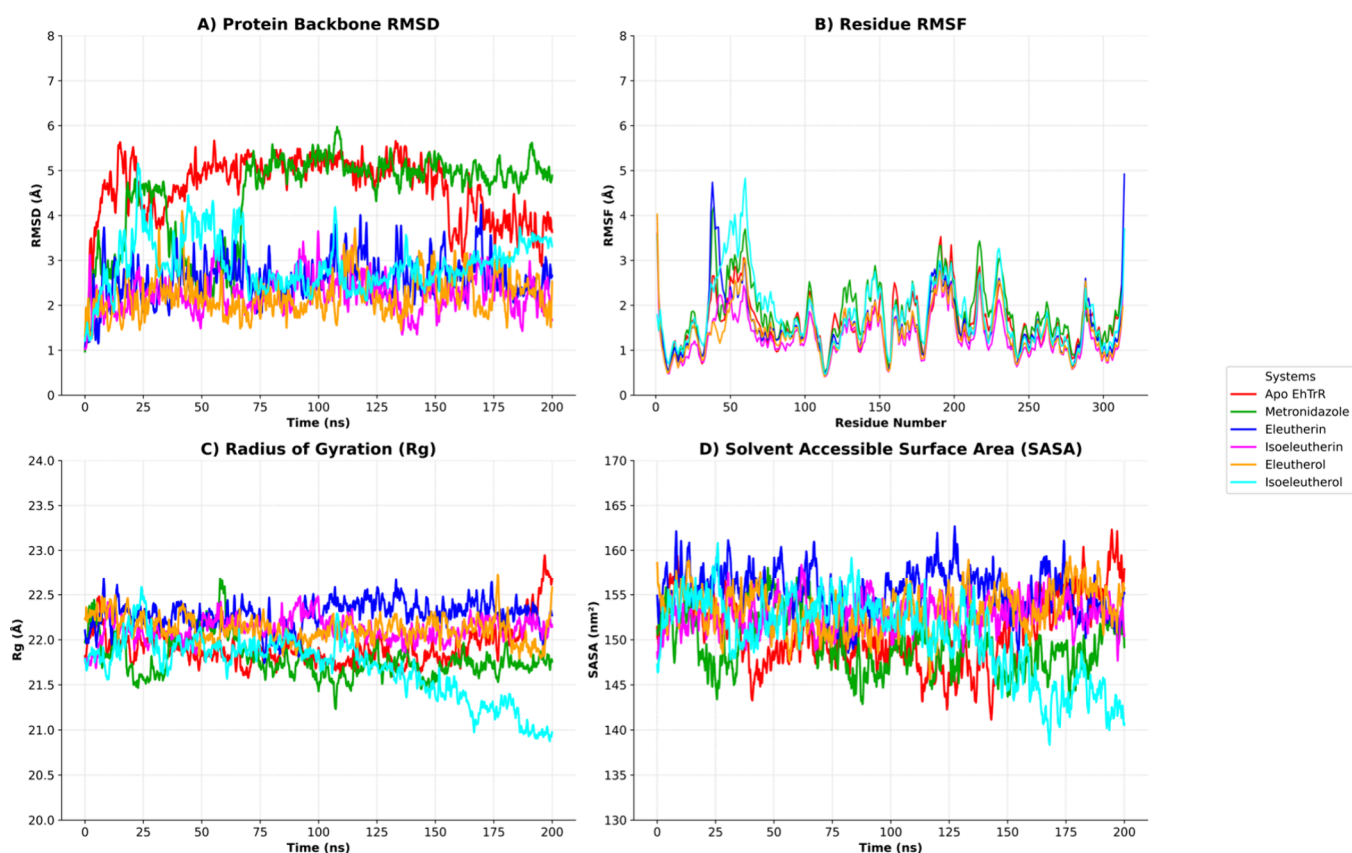 A) Protein Backbone RMSD
8
7
6
5
4
3
2
1
0
RMSD (Å)
0 25 50 75 100 125 150 175 200
Time (ns)
B) Residue RMSF
8
7
6
5
4
3
2
1
0
RMSF (Å)
0 50 100 150 200 250 300
Residue Number
Systems
Apo EhTrR
Metronidazole
Eleutherin
Isoeleutherin
Eleutherol
Isoeleutherol
C) Radius of Gyration (Rg)
24.0
23.5
23.0
22.5
22.0
21.5
21.0
20.5
20.0
Rg (Å)
0 25 50 75 100 125 150 175 200
Time (ns)
D) Solvent Accessible Surface Area (SASA)
170
165
160
155
150
145
140
135
130
SASA (nm²)
0 25 50 75 100 125 150 175 200
Time (ns)